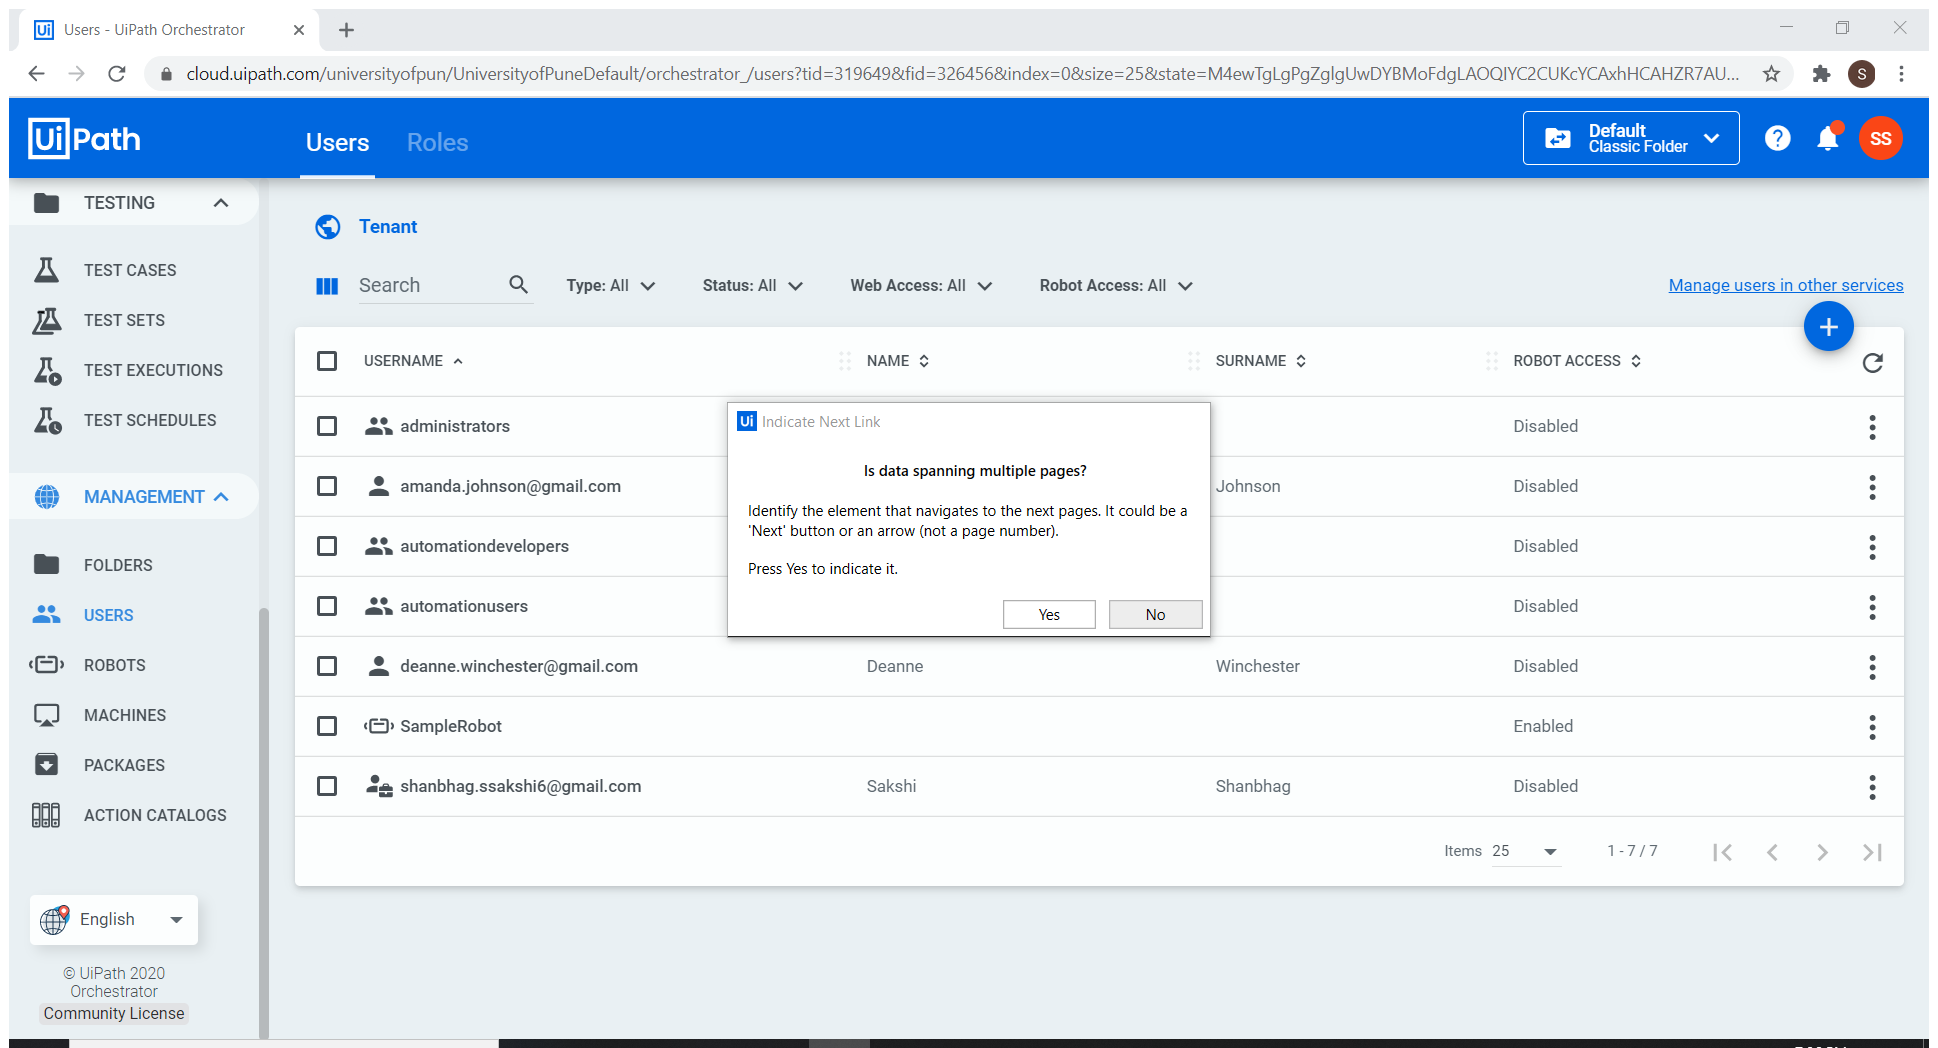 Users - UiPath Orchestrator
cloud.uipath.com/universityofpun/UniversityofPuneDefault/orchestrator_/users?tid=319649&fid=326456&index=0&size=25&state=M4ewTgLgPgZglgUwDYBMoFdgLAOQIYC2CUKcYCAxhHCAHZR7AU...
S
UiPath
Users
Roles
Default
Classic Folder
SS
TESTING
TEST CASES
TEST SETS
TEST EXECUTIONS
TEST SCHEDULES
MANAGEMENT
FOLDERS
USERS
ROBOTS
MACHINES
PACKAGES
ACTION CATALOGS
English
© UiPath 2020
Orchestrator
Community License
Tenant
Search
Type: All
Status: All
Web Access: All
Robot Access: All
Manage users in other services
USERNAME NAME SURNAME ROBOT ACCESS
administrators Disabled
amanda.johnson@gmail.com Johnson Disabled
automationdevelopers Disabled
automationusers Disabled
deanne.winchester@gmail.com Deanne Winchester Disabled
SampleRobot Enabled
shanbhag.ssakshi6@gmail.com Sakshi Shanbhag Disabled
Items 25 1 - 7 / 7
Ui Indicate Next Link
Is data spanning multiple pages?
Identify the element that navigates to the next pages. It could be a
'Next' button or an arrow (not a page number).
Press Yes to indicate it.
Yes
No